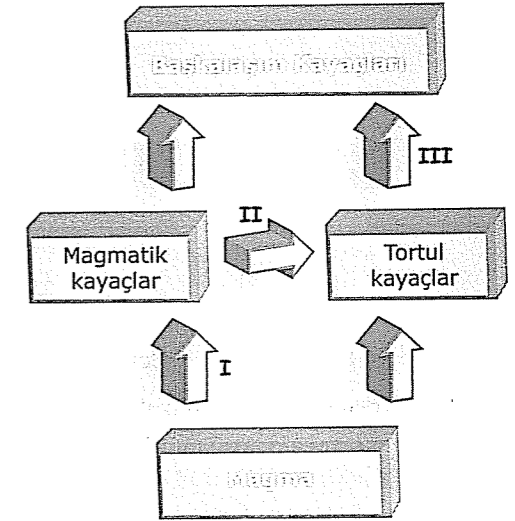 Başkalaşım Kayaçları
III
II
Magmatik
kayaçlar
Tortul
kayaçlar
I
Magma